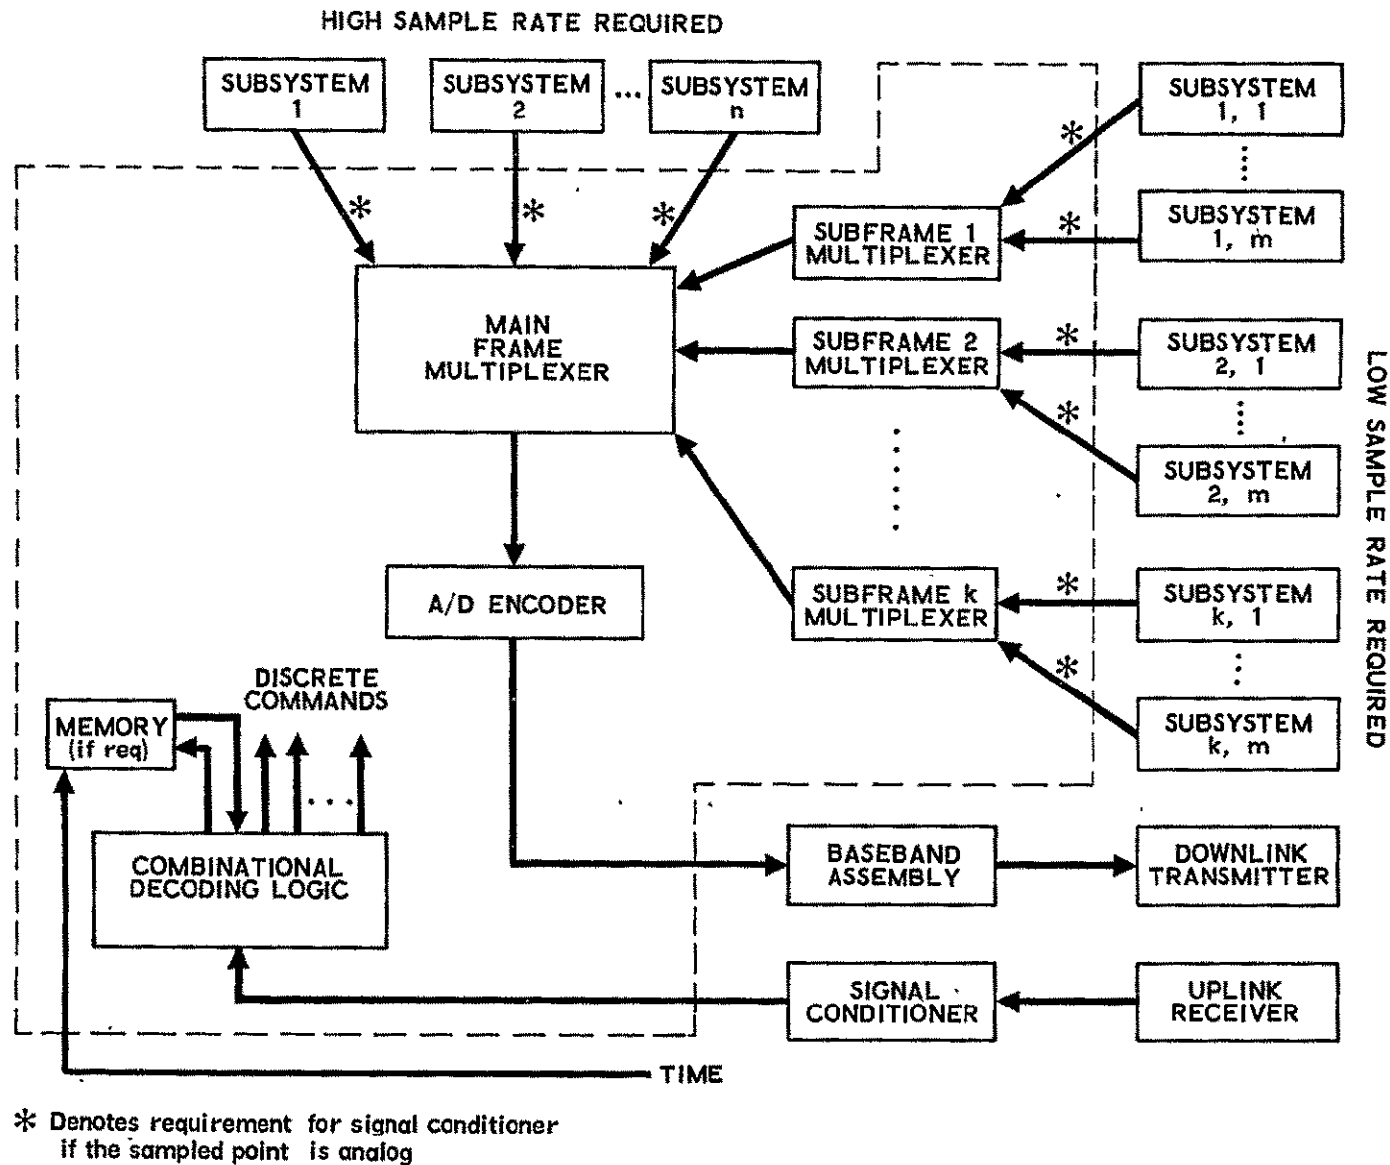 HIGH SAMPLE RATE REQUIRED
SUBSYSTEM
1
SUBSYSTEM
2
...
SUBSYSTEM
n
SUBSYSTEM
1, 1
*
*
*
*
SUBSYSTEM
1, m
*
SUBFRAME 1
MULTIPLEXER
MAIN
FRAME
MULTIPLEXER
SUBFRAME 2
MULTIPLEXER
*
SUBSYSTEM
2, 1
*
SUBSYSTEM
2, m
LOW SAMPLE RATE REQUIRED
A/D ENCODER
SUBFRAME k
MULTIPLEXER
*
SUBSYSTEM
k, 1
*
SUBSYSTEM
k, m
DISCRETE
COMMANDS
MEMORY
(if req)
COMBINATIONAL
DECODING LOGIC
BASEBAND
ASSEMBLY
DOWNLINK
TRANSMITTER
SIGNAL
CONDITIONER
UPLINK
RECEIVER
TIME
* Denotes requirement for signal conditioner
if the sampled point is analog